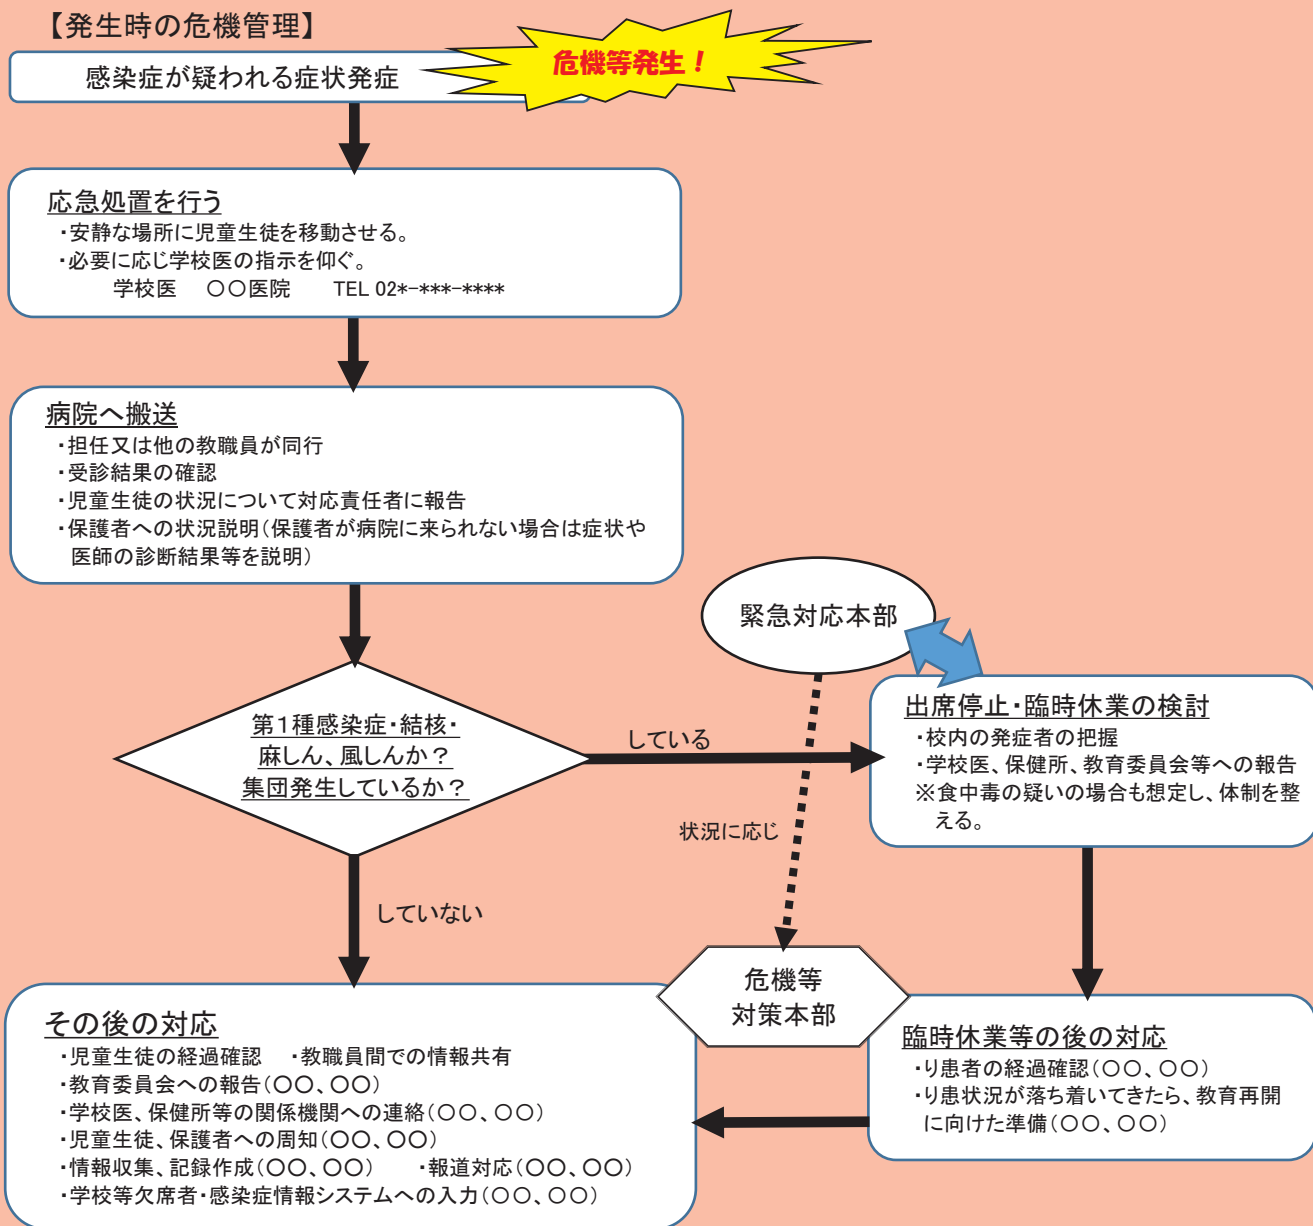 【発生時の危機管理】
危機等発生！
感染症が疑われる症状発症
応急処置を行う
・安静な場所に児童生徒を移動させる。
・必要に応じ学校医の指示を仰ぐ。
学校医　〇〇医院　TEL 02*-***-****
病院へ搬送
・担任又は他の教職員が同行
・受診結果の確認
・児童生徒の状況について対応責任者に報告
・保護者への状況説明（保護者が病院に来られない場合は症状や
医師の診断結果等を説明）
緊急対応本部
第１種感染症・結核・
麻しん、風しんか？
集団発生しているか？
している
出席停止・臨時休業の検討
・校内の発症者の把握
・学校医、保健所、教育委員会等への報告
※食中毒の疑いの場合も想定し、体制を整
える。
状況に応じ
していない
危機等
対策本部
その後の対応
・児童生徒の経過確認　・教職員間での情報共有
・教育委員会への報告（〇〇、〇〇）
・学校医、保健所等の関係機関への連絡（〇〇、〇〇）
・児童生徒、保護者への周知（〇〇、〇〇）
・情報収集、記録作成（〇〇、〇〇）　・報道対応（〇〇、〇〇）
・学校等欠席者・感染症情報システムへの入力（〇〇、〇〇）
臨時休業等の後の対応
・り患者の経過確認（〇〇、〇〇）
・り患状況が落ち着いてきたら、教育再開
に向けた準備（〇〇、〇〇）